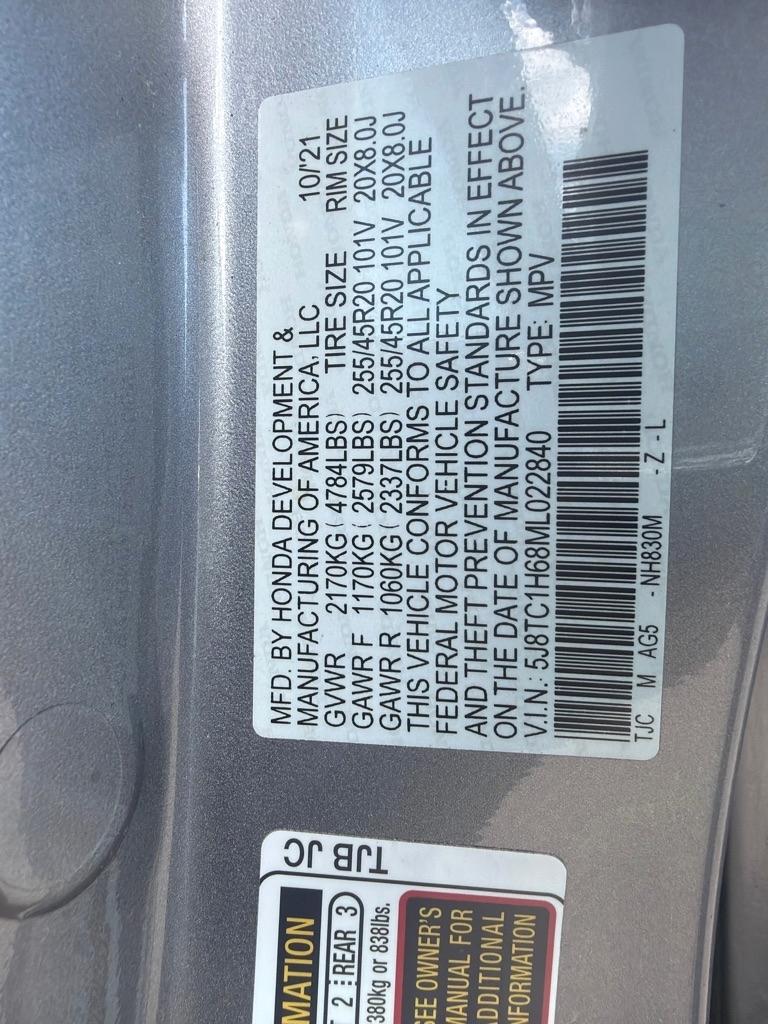 MFD. BY HONDA DEVELOPMENT &
MANUFACTURING OF AMERICA, LLC 10/'21
GVWR 2170KG ( 4784LBS) TIRE SIZE RIM SIZE
GAWR F 1170KG ( 2579LBS) 255/45R20 101V 20X8.0J
GAWR R 1060KG ( 2337LBS) 255/45R20 101V 20X8.0J
THIS VEHICLE CONFORMS TO ALL APPLICABLE
FEDERAL MOTOR VEHICLE SAFETY
AND THEFT PREVENTION STANDARDS IN EFFECT
ON THE DATE OF MANUFACTURE SHOWN ABOVE.
V.I.N.: 5J8TC1H68ML022840 TYPE: MPV
TJC M AG5 - NH830M - Z - L
TJB JC
MATION
T 2 REAR 3
380kg or 838lbs.
SEE OWNER'S
MANUAL FOR
ADDITIONAL
INFORMATION